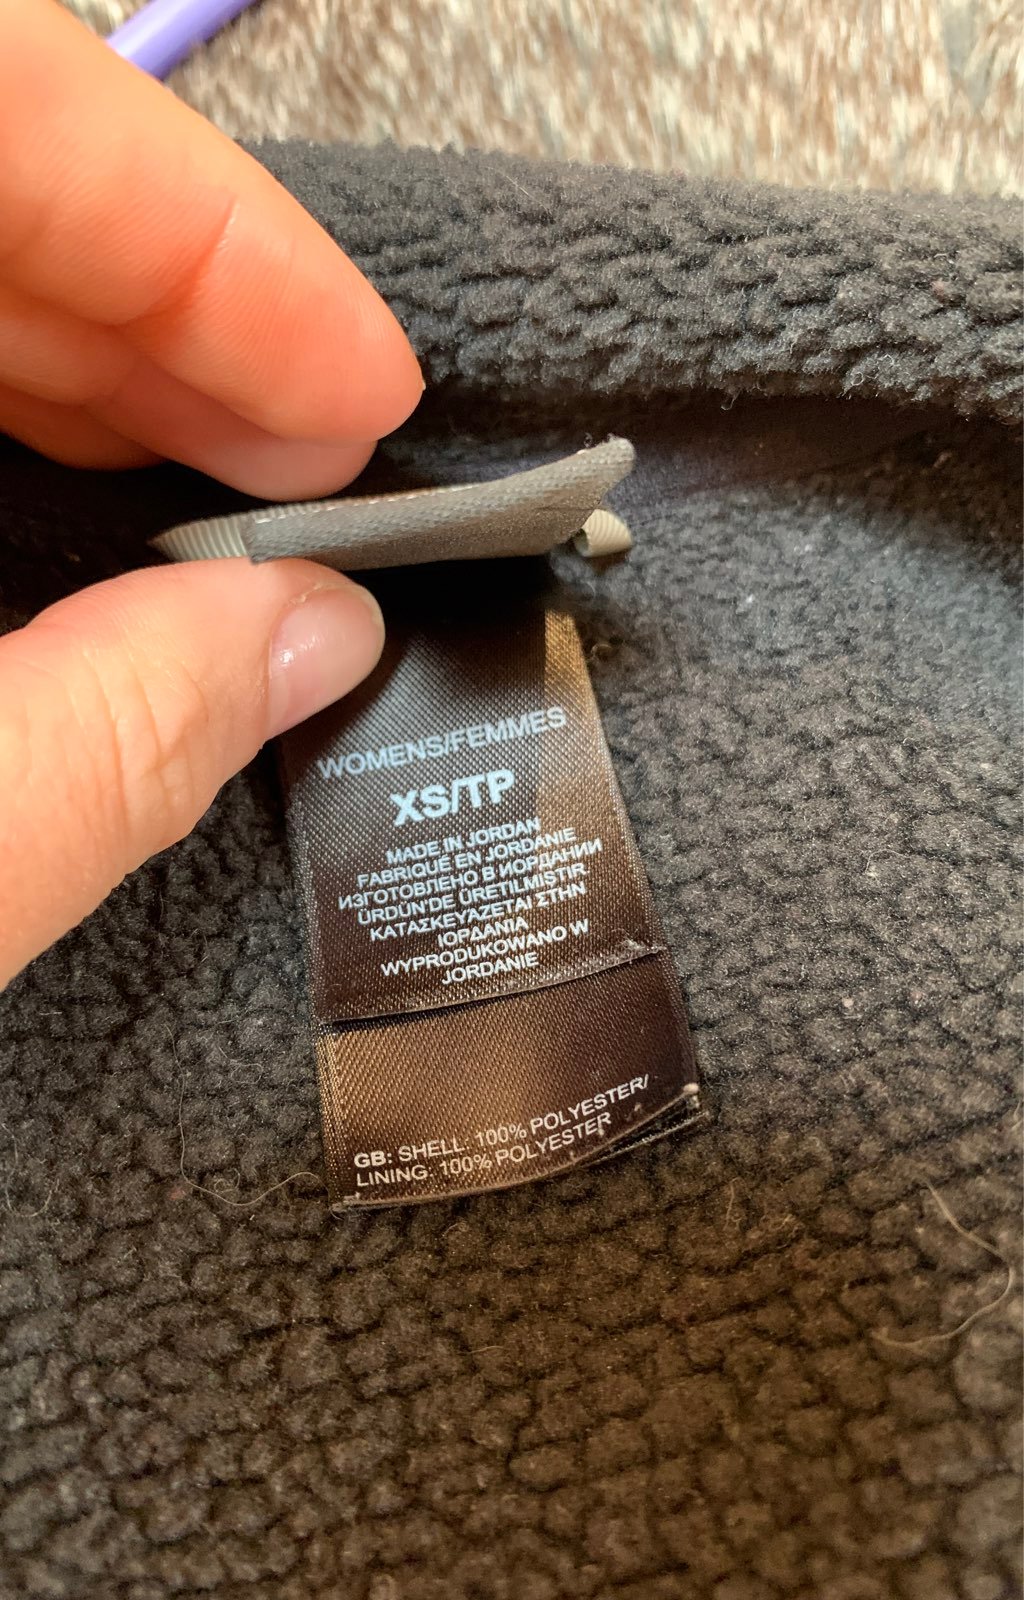 WOMENS/FEMMES
XS/TP
MADE IN JORDAN
FABRIQUÉ EN JORDANIE
ИЗГОТОВЛЕНО В ИОРДАНИИ
ÜRDÜN'DE ÜRETILMISTIR
ΚΑΤΑΣΚΕΥΑΖΕΤΑΙ ΣΤΗΝ
ΙΟΡΔΑΝΙΑ
WYPRODUKOWANO W
JORDANIE
GB: SHELL: 100% POLYESTER/
LINING: 100% POLYESTER